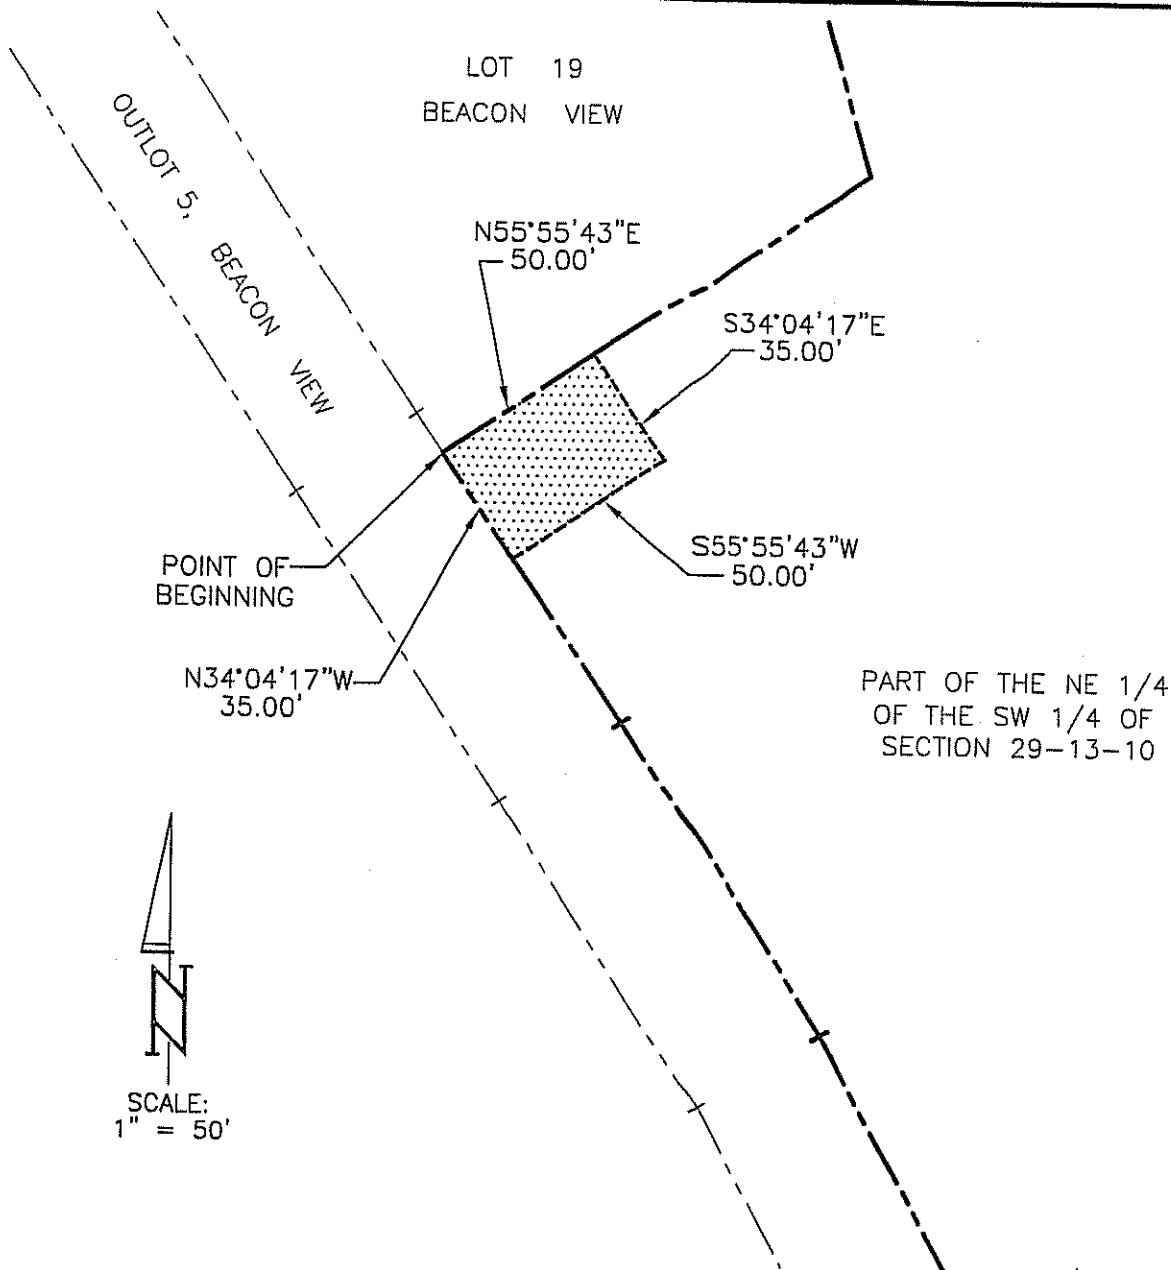 LOT 19
BEACON VIEW
OUTLOT 5, BEACON VIEW
N55°55'43"E
50.00'
S34°04'17"E
35.00'
POINT OF
BEGINNING
S55°55'43"W
50.00'
N34°04'17"W
35.00'
PART OF THE NE 1/4
OF THE SW 1/4 OF
SECTION 29-13-10
N
SCALE:
1" = 50'